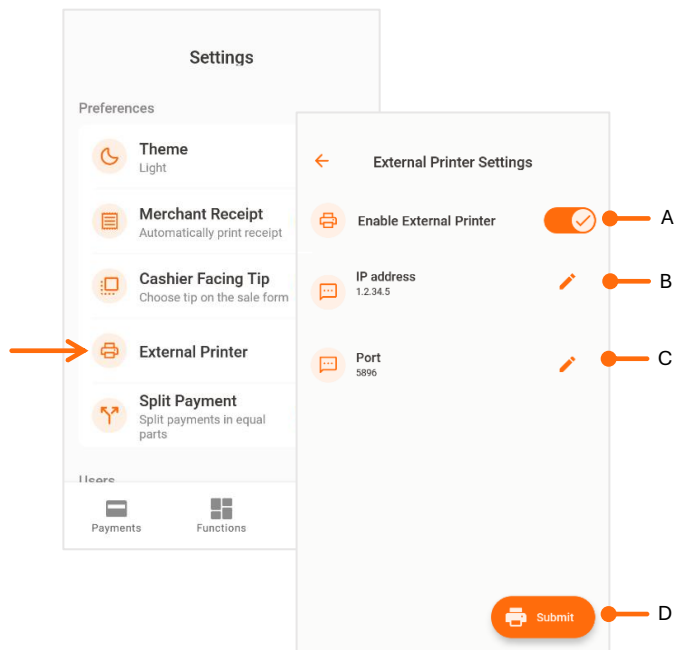 Settings
Preferences
Theme
Light
Merchant Receipt
Automatically print receipt
Cashier Facing Tip
Choose tip on the sale form
External Printer
Split Payment
Split payments in equal
parts
Users
Payments
Functions
External Printer Settings
Enable External Printer
A
IP address
1.2.34.5
B
Port
5896
C
Submit
D